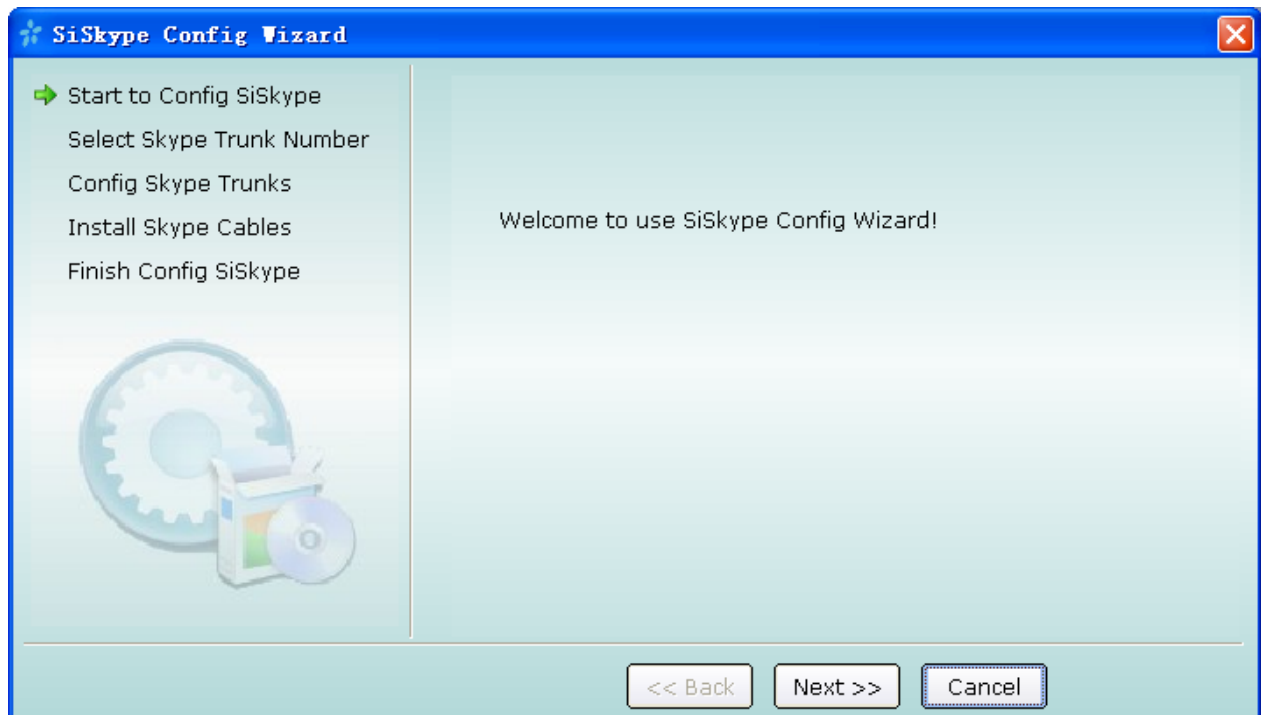 SiSkype Config Wizard
Start to Config SiSkype
Select Skype Trunk Number
Config Skype Trunks
Install Skype Cables
Finish Config SiSkype
Welcome to use SiSkype Config Wizard!
<< Back
Next >>
Cancel